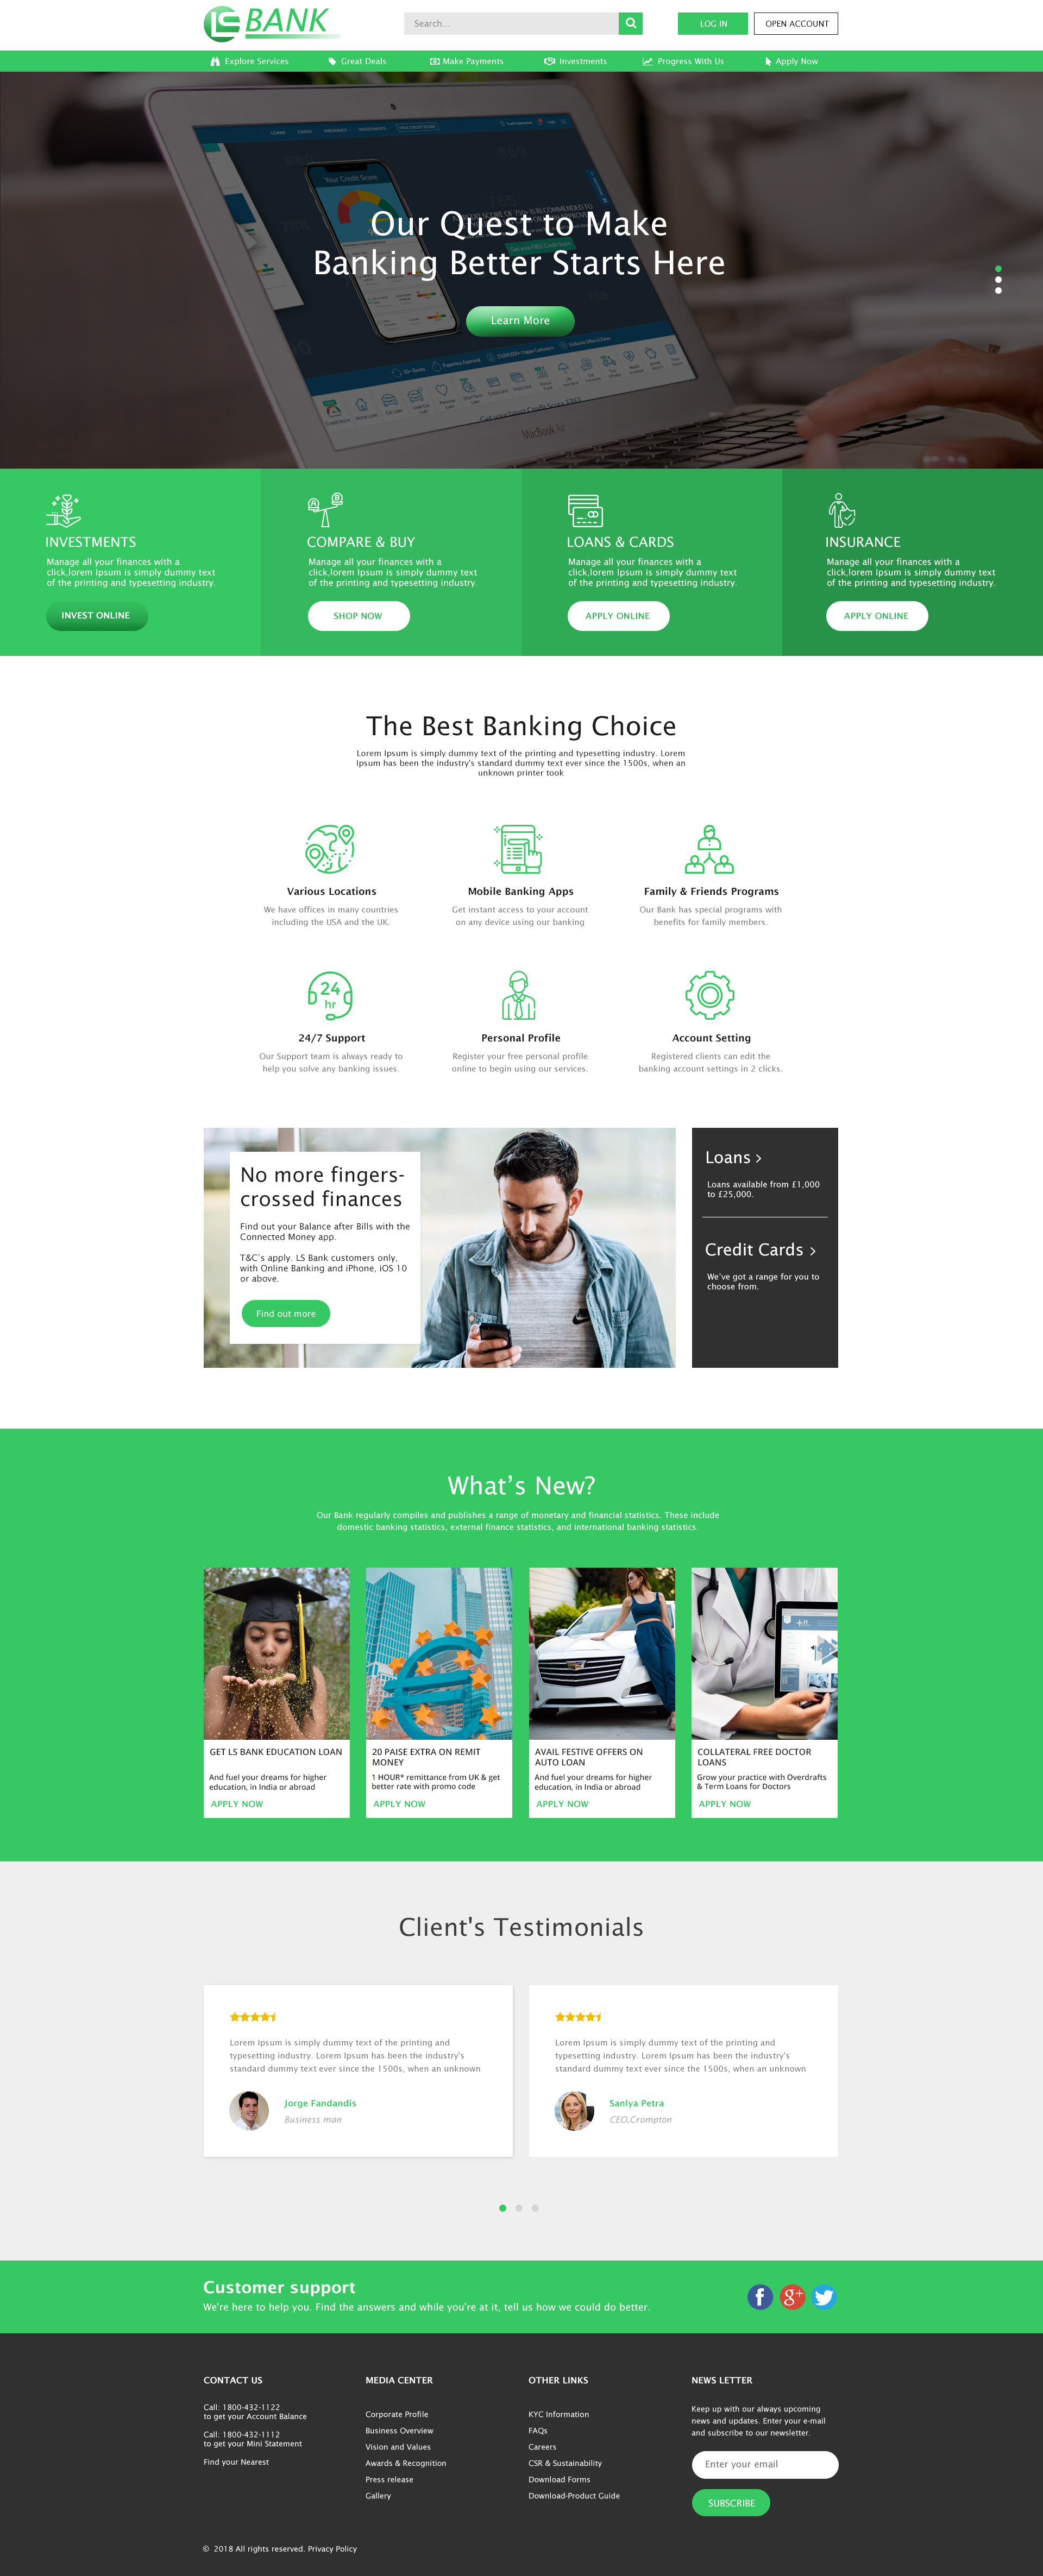 LS BANK
Search...
LOG IN
OPEN ACCOUNT
Explore Services
Great Deals
Make Payments
Investments
Progress With Us
Apply Now
Your Credit Score
Our Quest to Make
Banking Better Starts Here
Learn More
MacBook Air
INVESTMENTS
Manage all your finances with a
click,lorem Ipsum is simply dummy text
of the printing and typesetting industry.
INVEST ONLINE
COMPARE & BUY
Manage all your finances with a
click,lorem Ipsum is simply dummy text
of the printing and typesetting industry.
SHOP NOW
LOANS & CARDS
Manage all your finances with a
click,lorem Ipsum is simply dummy text
of the printing and typesetting industry.
APPLY ONLINE
INSURANCE
Manage all your finances with a
click,lorem Ipsum is simply dummy text
of the printing and typesetting industry.
APPLY ONLINE
The Best Banking Choice
Lorem Ipsum is simply dummy text of the printing and typesetting industry. Lorem
Ipsum has been the industry's standard dummy text ever since the 1500s, when an
unknown printer took
Various Locations
We have offices in many countries
including the USA and the UK.
Mobile Banking Apps
Get instant access to your account
on any device using our banking
Family & Friends Programs
Our Bank has special programs with
benefits for family members.
24
hr
24/7 Support
Our Support team is always ready to
help you solve any banking issues.
Personal Profile
Register your free personal profile
online to begin using our services.
Account Setting
Registered clients can edit the
banking account settings in 2 clicks.
No more fingers-
crossed finances
Find out your Balance after Bills with the
Connected Money app.
T&C's apply. LS Bank customers only,
with Online Banking and iPhone, iOS 10
or above.
Find out more
Loans >
Loans available from £1,000
to £25,000.
Credit Cards >
We've got a range for you to
choose from.
What's New?
Our Bank regularly compiles and publishes a range of monetary and financial statistics. These include
domestic banking statistics, external finance statistics, and international banking statistics.
GET LS BANK EDUCATION LOAN
And fuel your dreams for higher
education, in India or abroad
APPLY NOW
20 PAISE EXTRA ON REMIT
MONEY
1 HOUR* remittance from UK & get
better rate with promo code
APPLY NOW
AVAIL FESTIVE OFFERS ON
AUTO LOAN
And fuel your dreams for higher
education, in India or abroad
APPLY NOW
COLLATERAL FREE DOCTOR
LOANS
Grow your practice with Overdrafts
& Term Loans for Doctors
APPLY NOW
Client's Testimonials
Lorem Ipsum is simply dummy text of the printing and
typesetting industry. Lorem Ipsum has been the industry's
standard dummy text ever since the 1500s, when an unknown
Jorge Fandandis
Business man
Lorem Ipsum is simply dummy text of the printing and
typesetting industry. Lorem Ipsum has been the industry's
standard dummy text ever since the 1500s, when an unknown
Saniya Petra
CEO,Crompton
Customer support
We're here to help you. Find the answers and while you're at it, tell us how we could do better.
f
g+
CONTACT US
Call: 1800-432-1122
to get your Account Balance
Call: 1800-432-1112
to get your Mini Statement
Find your Nearest
MEDIA CENTER
Corporate Profile
Business Overview
Vision and Values
Awards & Recognition
Press release
Gallery
OTHER LINKS
KYC Information
FAQs
Careers
CSR & Sustainability
Download Forms
Download-Product Guide
NEWS LETTER
Keep up with our always upcoming
news and updates. Enter your e-mail
and subscribe to our newsletter.
Enter your email
SUBSCRIBE
© 2018 All rights reserved. Privacy Policy